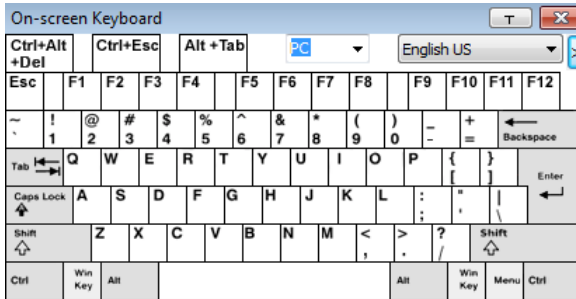 On-screen Keyboard
Ctrl+Alt +Del Ctrl+Esc Alt +Tab PC English US
Esc F1 F2 F3 F4 F5 F6 F7 F8 F9 F10 F11 F12
~ ! @ # $ % ^ & * ( ) _ +
` 1 2 3 4 5 6 7 8 9 0 - = Backspace
Tab Q W E R T Y U I O P { }
[ ] Enter
Caps Lock A S D F G H J K L : " |
; ' \
Shift Z X C V B N M < > ? Shift
, . /
Ctrl Win Key Alt Alt Win Key Menu Ctrl